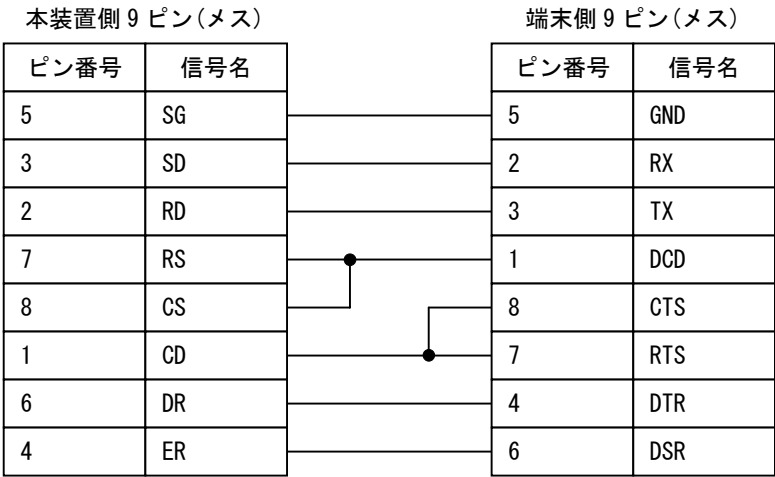 本装置側 9 ピン(メス) 端末側 9 ピン(メス)
ピン番号 信号名 ピン番号 信号名
5 SG 5 GND
3 SD 2 RX
2 RD 3 TX
7 RS 1 DCD
8 CS 8 CTS
1 CD 7 RTS
6 DR 4 DTR
4 ER 6 DSR